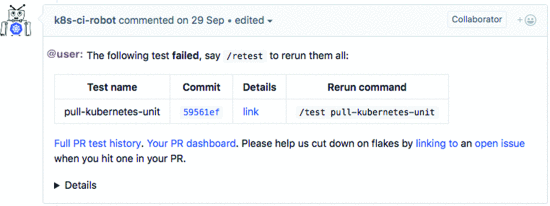 k8s-ci-robot commented on 29 Sep • edited
Collaborator
@user: The following test failed, say /retest to rerun them all:
Test name Commit Details Rerun command
pull-kubernetes-unit 59561ef link /test pull-kubernetes-unit
Full PR test history. Your PR dashboard. Please help us cut down on flakes by linking to an open issue
when you hit one in your PR.
Details